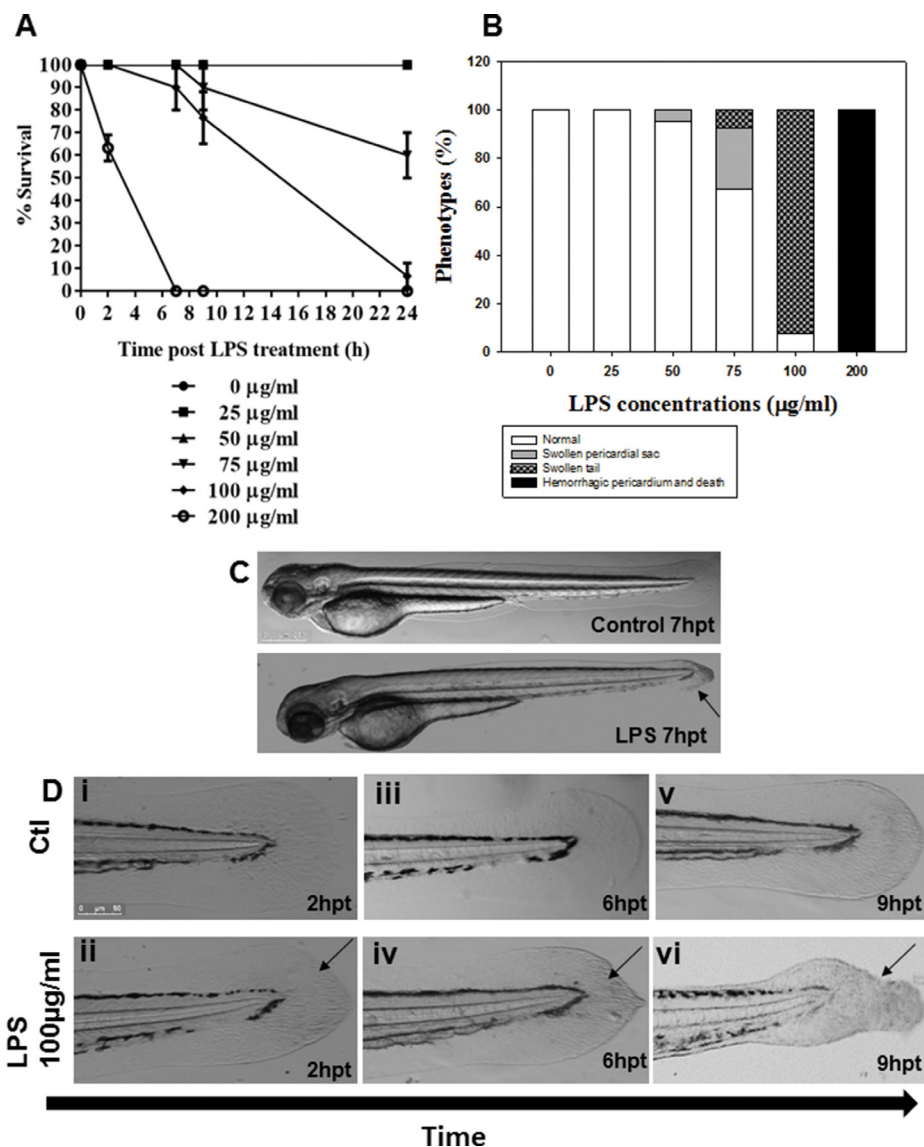 A
% Survival
100
90
80
70
60
50
40
30
20
10
0
0 2 4 6 8 10 12 14 16 18 20 22 24
Time post LPS treatment (h)
0 µg/ml
25 µg/ml
50 µg/ml
75 µg/ml
100 µg/ml
200 µg/ml
B
Phenotypes (%)
120
100
80
60
40
20
0
0 25 50 75 100 200
LPS concentrations (µg/ml)
Normal
Swollen pericardial sac
Swollen tail
Hemorrhagic pericardium and death
C
Control 7hpt
LPS 7hpt
D
Ctl
i
2hpt
0 µm 50
iii
6hpt
v
9hpt
LPS
100µg/ml
ii
2hpt
iv
6hpt
vi
9hpt
Time